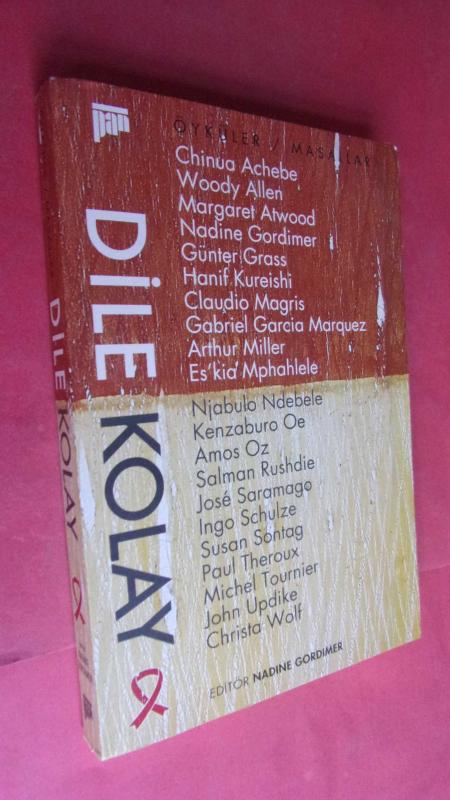 pan
ÖYKÜLER / MASALLAR
Chinua Achebe
Woody Allen
Margaret Atwood
Nadine Gordimer
Günter Grass
Hanif Kureishi
Claudio Magris
Gabriel Garcia Marquez
Arthur Miller
Es'kia Mphahlele
Njabulo Ndebele
Kenzaburo Oe
Amos Oz
Salman Rushdie
José Saramago
Ingo Schulze
Susan Sontag
Paul Theroux
Michel Tournier
John Updike
Christa Wolf
EDİTÖR NADINE GORDIMER
DİLE KOLAY
DİLE KOLAY